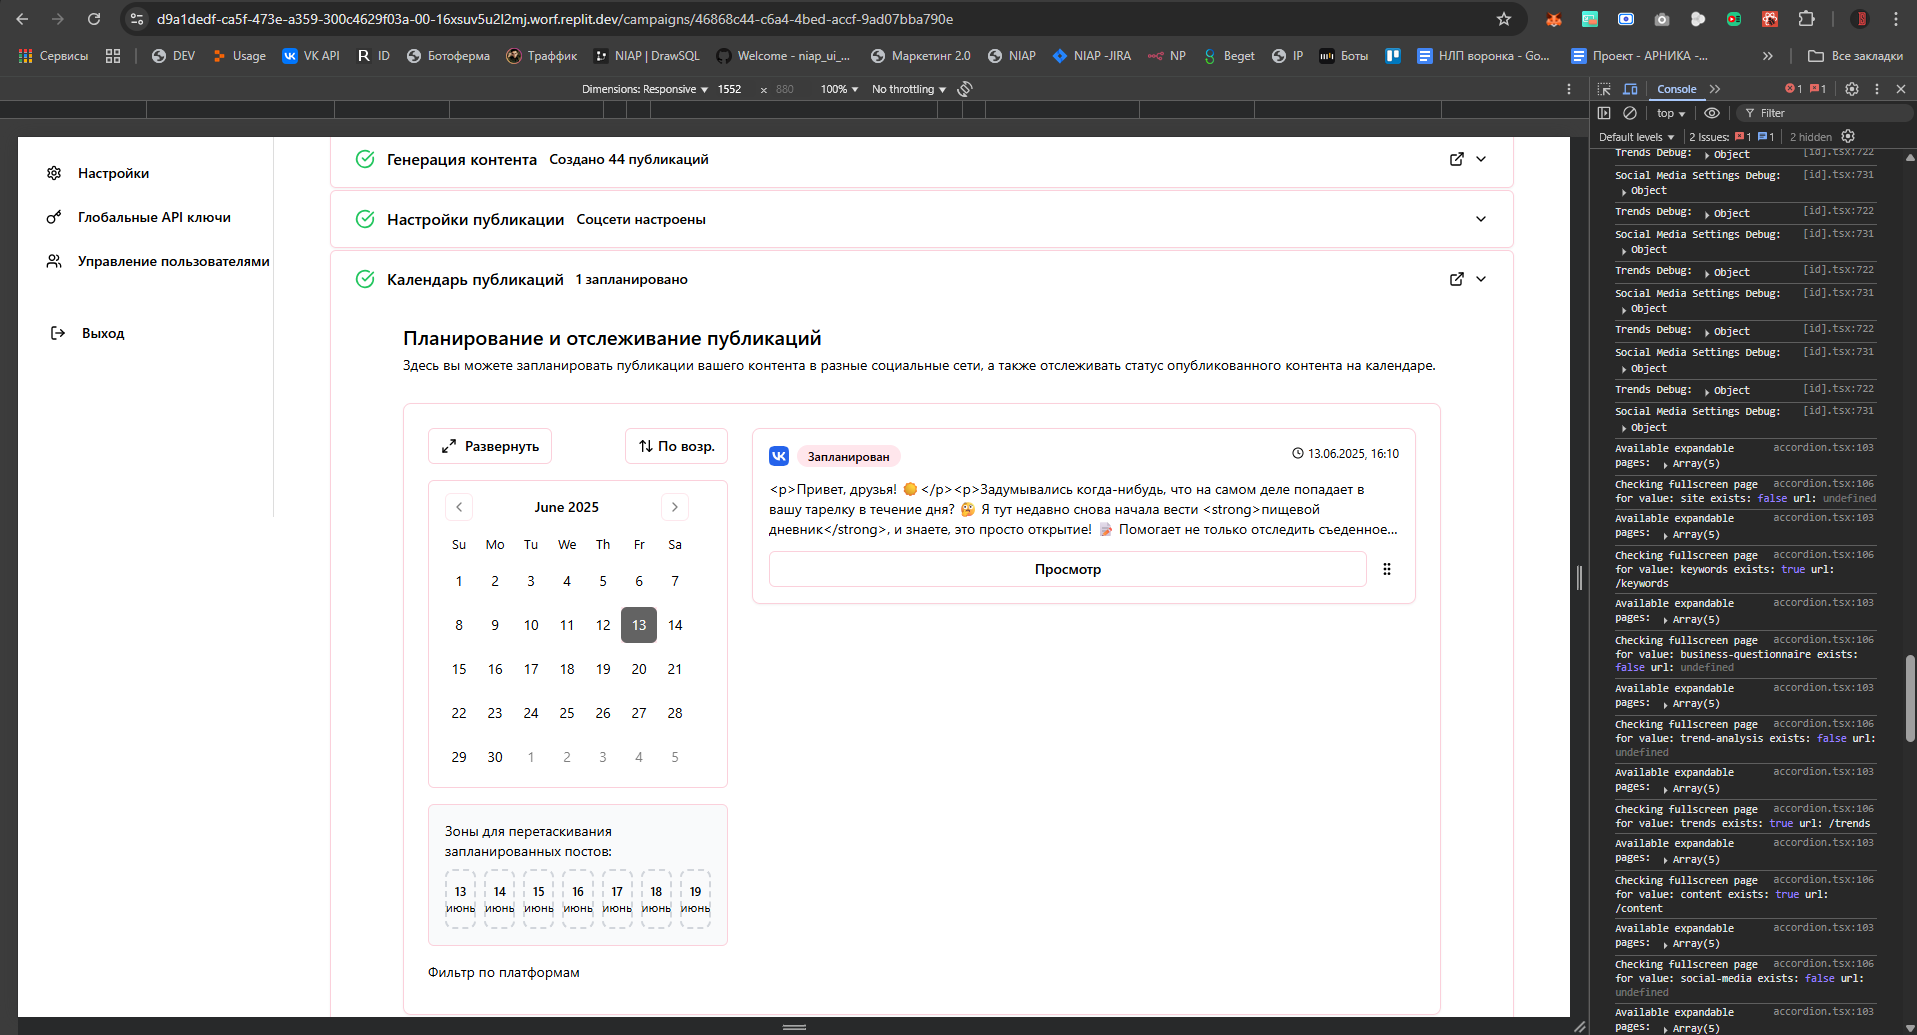 d9a1dedf-ca5f-473e-a359-300c4629f03a-00-16xsuv5u2l2mj.worf.replit.dev/campaigns/46868c44-c6a4-4bed-accf-9ad07bba790e
Сервисы DEV Usage VK API ID Ботоферма Траффик NIAP | DrawSQL Welcome - niap_ui_... Маркетинг 2.0 NIAP NIAP -JIRA NP Beget IP Боты НЛП воронка - Go... Проект - АРНИКА -... » Все закладки
Dimensions: Responsive 1552 × 880 100% No throttling
Console » 1 1
top Filter
Default levels 2 Issues: 1 1 2 hidden
Настройки
Глобальные API ключи
Управление пользователями
Выход
Генерация контента Создано 44 публикаций
Настройки публикации Соцсети настроены
Календарь публикаций 1 запланировано
Планирование и отслеживание публикаций
Здесь вы можете запланировать публикации вашего контента в разные социальные сети, а также отслеживать статус опубликованного контента на календаре.
Развернуть По возр.
June 2025
Su Mo Tu We Th Fr Sa
1 2 3 4 5 6 7
8 9 10 11 12 13 14
15 16 17 18 19 20 21
22 23 24 25 26 27 28
29 30 1 2 3 4 5
Зоны для перетаскивания
запланированных постов:
13 14 15 16 17 18 19
июнь июнь июнь июнь июнь июнь июнь
Фильтр по платформам
Запланирован 13.06.2025, 16:10
<p>Привет, друзья! 🌼 </p><p>Задумывались когда-нибудь, что на самом деле попадает в
вашу тарелку в течение дня? 🤔 Я тут недавно снова начала вести <strong>пищевой
дневник</strong>, и знаете, это просто открытие! 📝 Помогает не только отследить съеденное...
Просмотр
Trends Debug: Object [id].tsx:722
Social Media Settings Debug: [id].tsx:731
Object
Trends Debug: Object [id].tsx:722
Social Media Settings Debug: [id].tsx:731
Object
Trends Debug: Object [id].tsx:722
Social Media Settings Debug: [id].tsx:731
Object
Trends Debug: Object [id].tsx:722
Social Media Settings Debug: [id].tsx:731
Object
Trends Debug: Object [id].tsx:722
Social Media Settings Debug: [id].tsx:731
Object
Available expandable accordion.tsx:103
pages: Array(5)
Checking fullscreen page accordion.tsx:106
for value: site exists: false url: undefined
Available expandable accordion.tsx:103
pages: Array(5)
Checking fullscreen page accordion.tsx:106
for value: keywords exists: true url:
/keywords
Available expandable accordion.tsx:103
pages: Array(5)
Checking fullscreen page accordion.tsx:106
for value: business-questionnaire exists:
false url: undefined
Available expandable accordion.tsx:103
pages: Array(5)
Checking fullscreen page accordion.tsx:106
for value: trend-analysis exists: false url:
undefined
Available expandable accordion.tsx:103
pages: Array(5)
Checking fullscreen page accordion.tsx:106
for value: trends exists: true url: /trends
Available expandable accordion.tsx:103
pages: Array(5)
Checking fullscreen page accordion.tsx:106
for value: content exists: true url:
/content
Available expandable accordion.tsx:103
pages: Array(5)
Checking fullscreen page accordion.tsx:106
for value: social-media exists: false url:
undefined
Available expandable accordion.tsx:103
pages: Array(5)